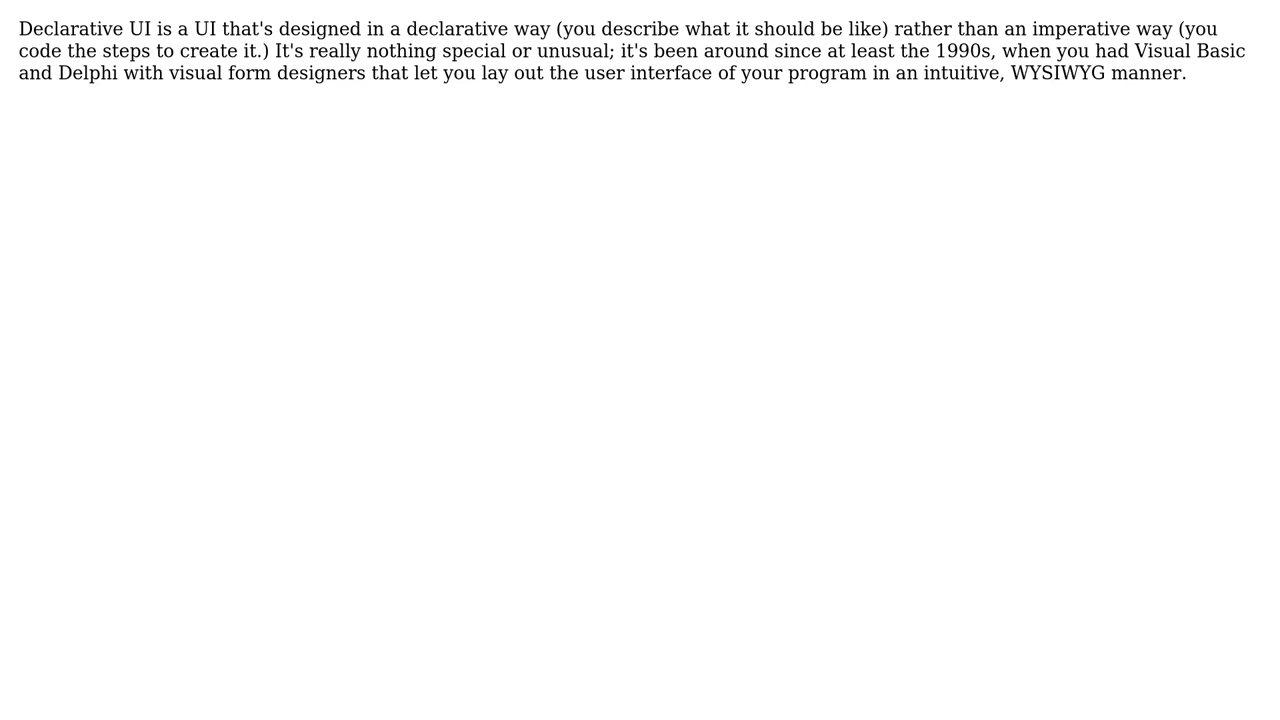 Declarative UI is a UI that's designed in a declarative way (you describe what it should be like) rather than an imperative way (you
code the steps to create it.) It's really nothing special or unusual; it's been around since at least the 1990s, when you had Visual Basic
and Delphi with visual form designers that let you lay out the user interface of your program in an intuitive, WYSIWYG manner.